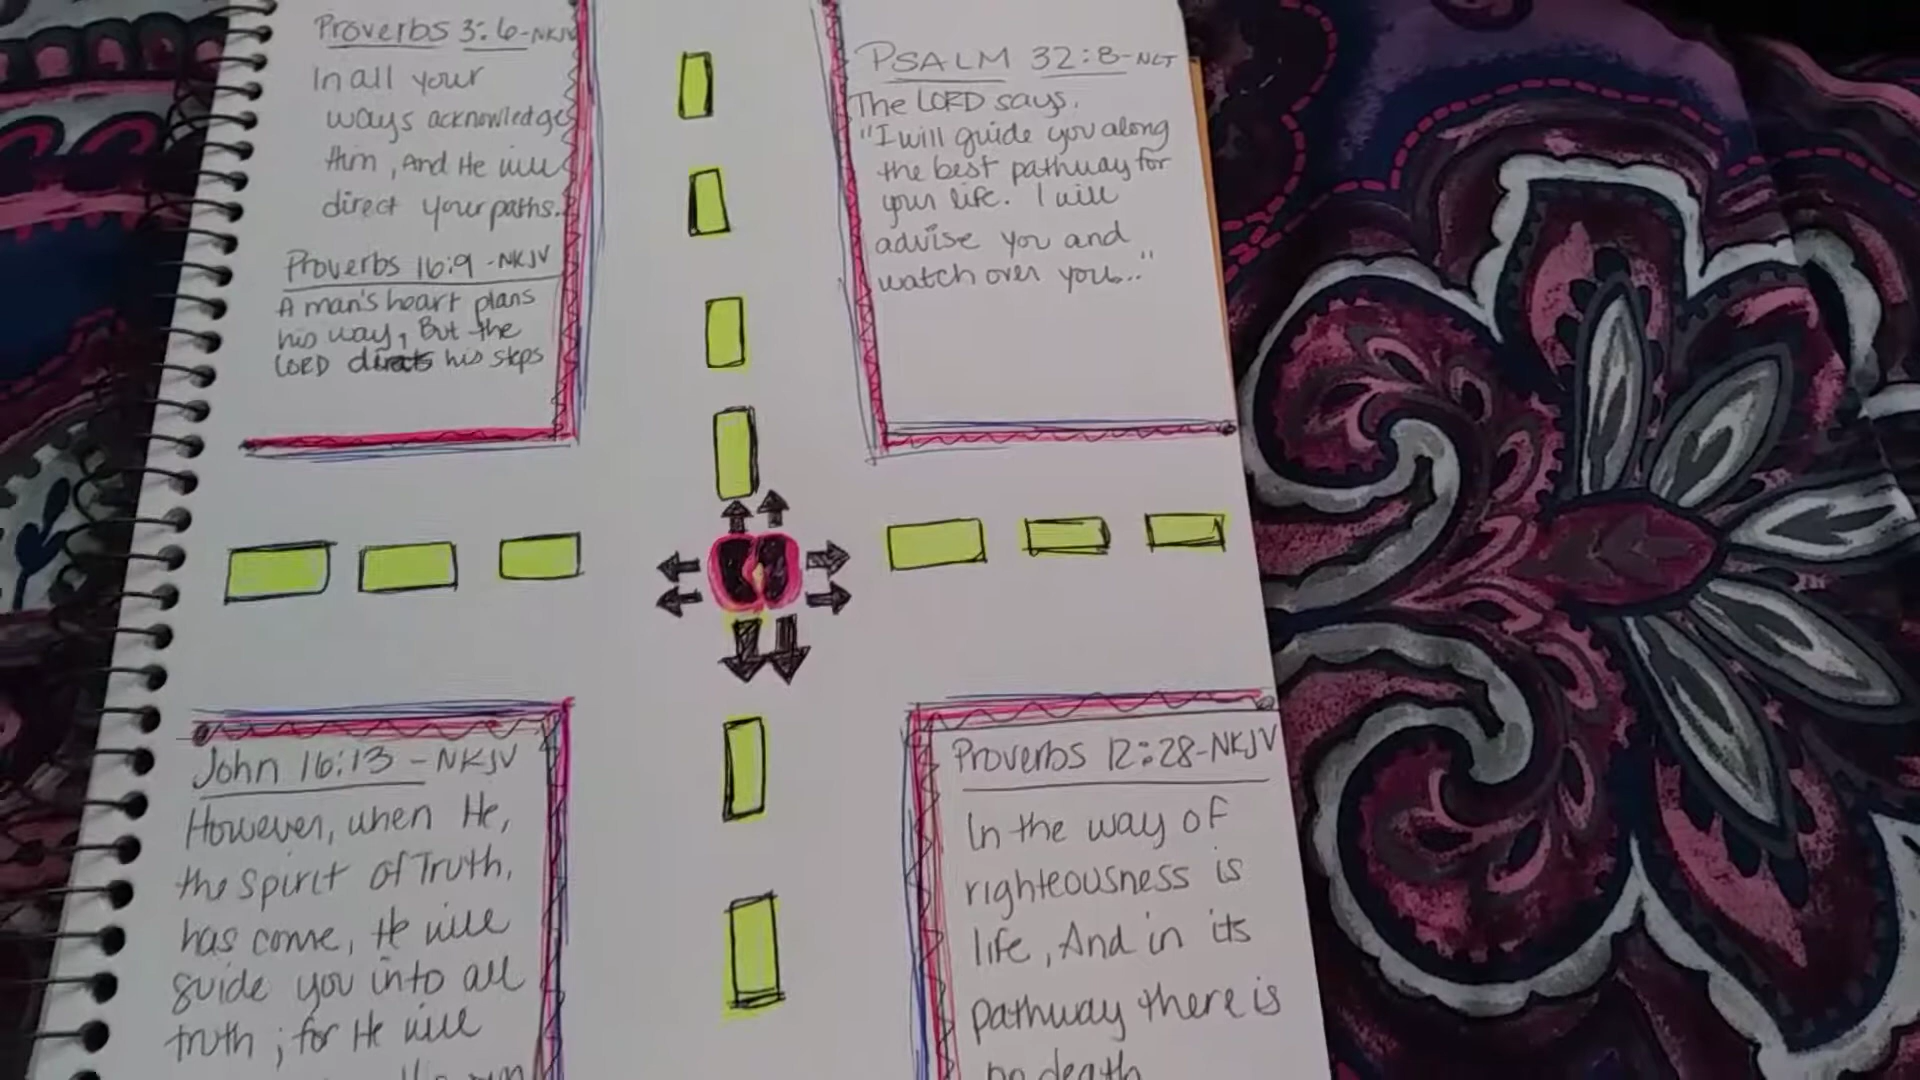 Proverbs 3:6-NKJV
In all your
ways acknowledge
Him, And He will
direct your paths.
Proverbs 16:9 -NKJV
A man's heart plans
his way, But the
LORD directs his steps
PSALM 32:8-NLT
The LORD says,
"I will guide you along
the best pathway for
your life. I will
advise you and
watch over you.."
John 16:13 - NKJV
However, when He,
the Spirit of Truth,
has come, He will
guide you into all
truth; for He will
Proverbs 12:28-NKJV
In the way of
righteousness is
life, And in its
pathway there is
no death